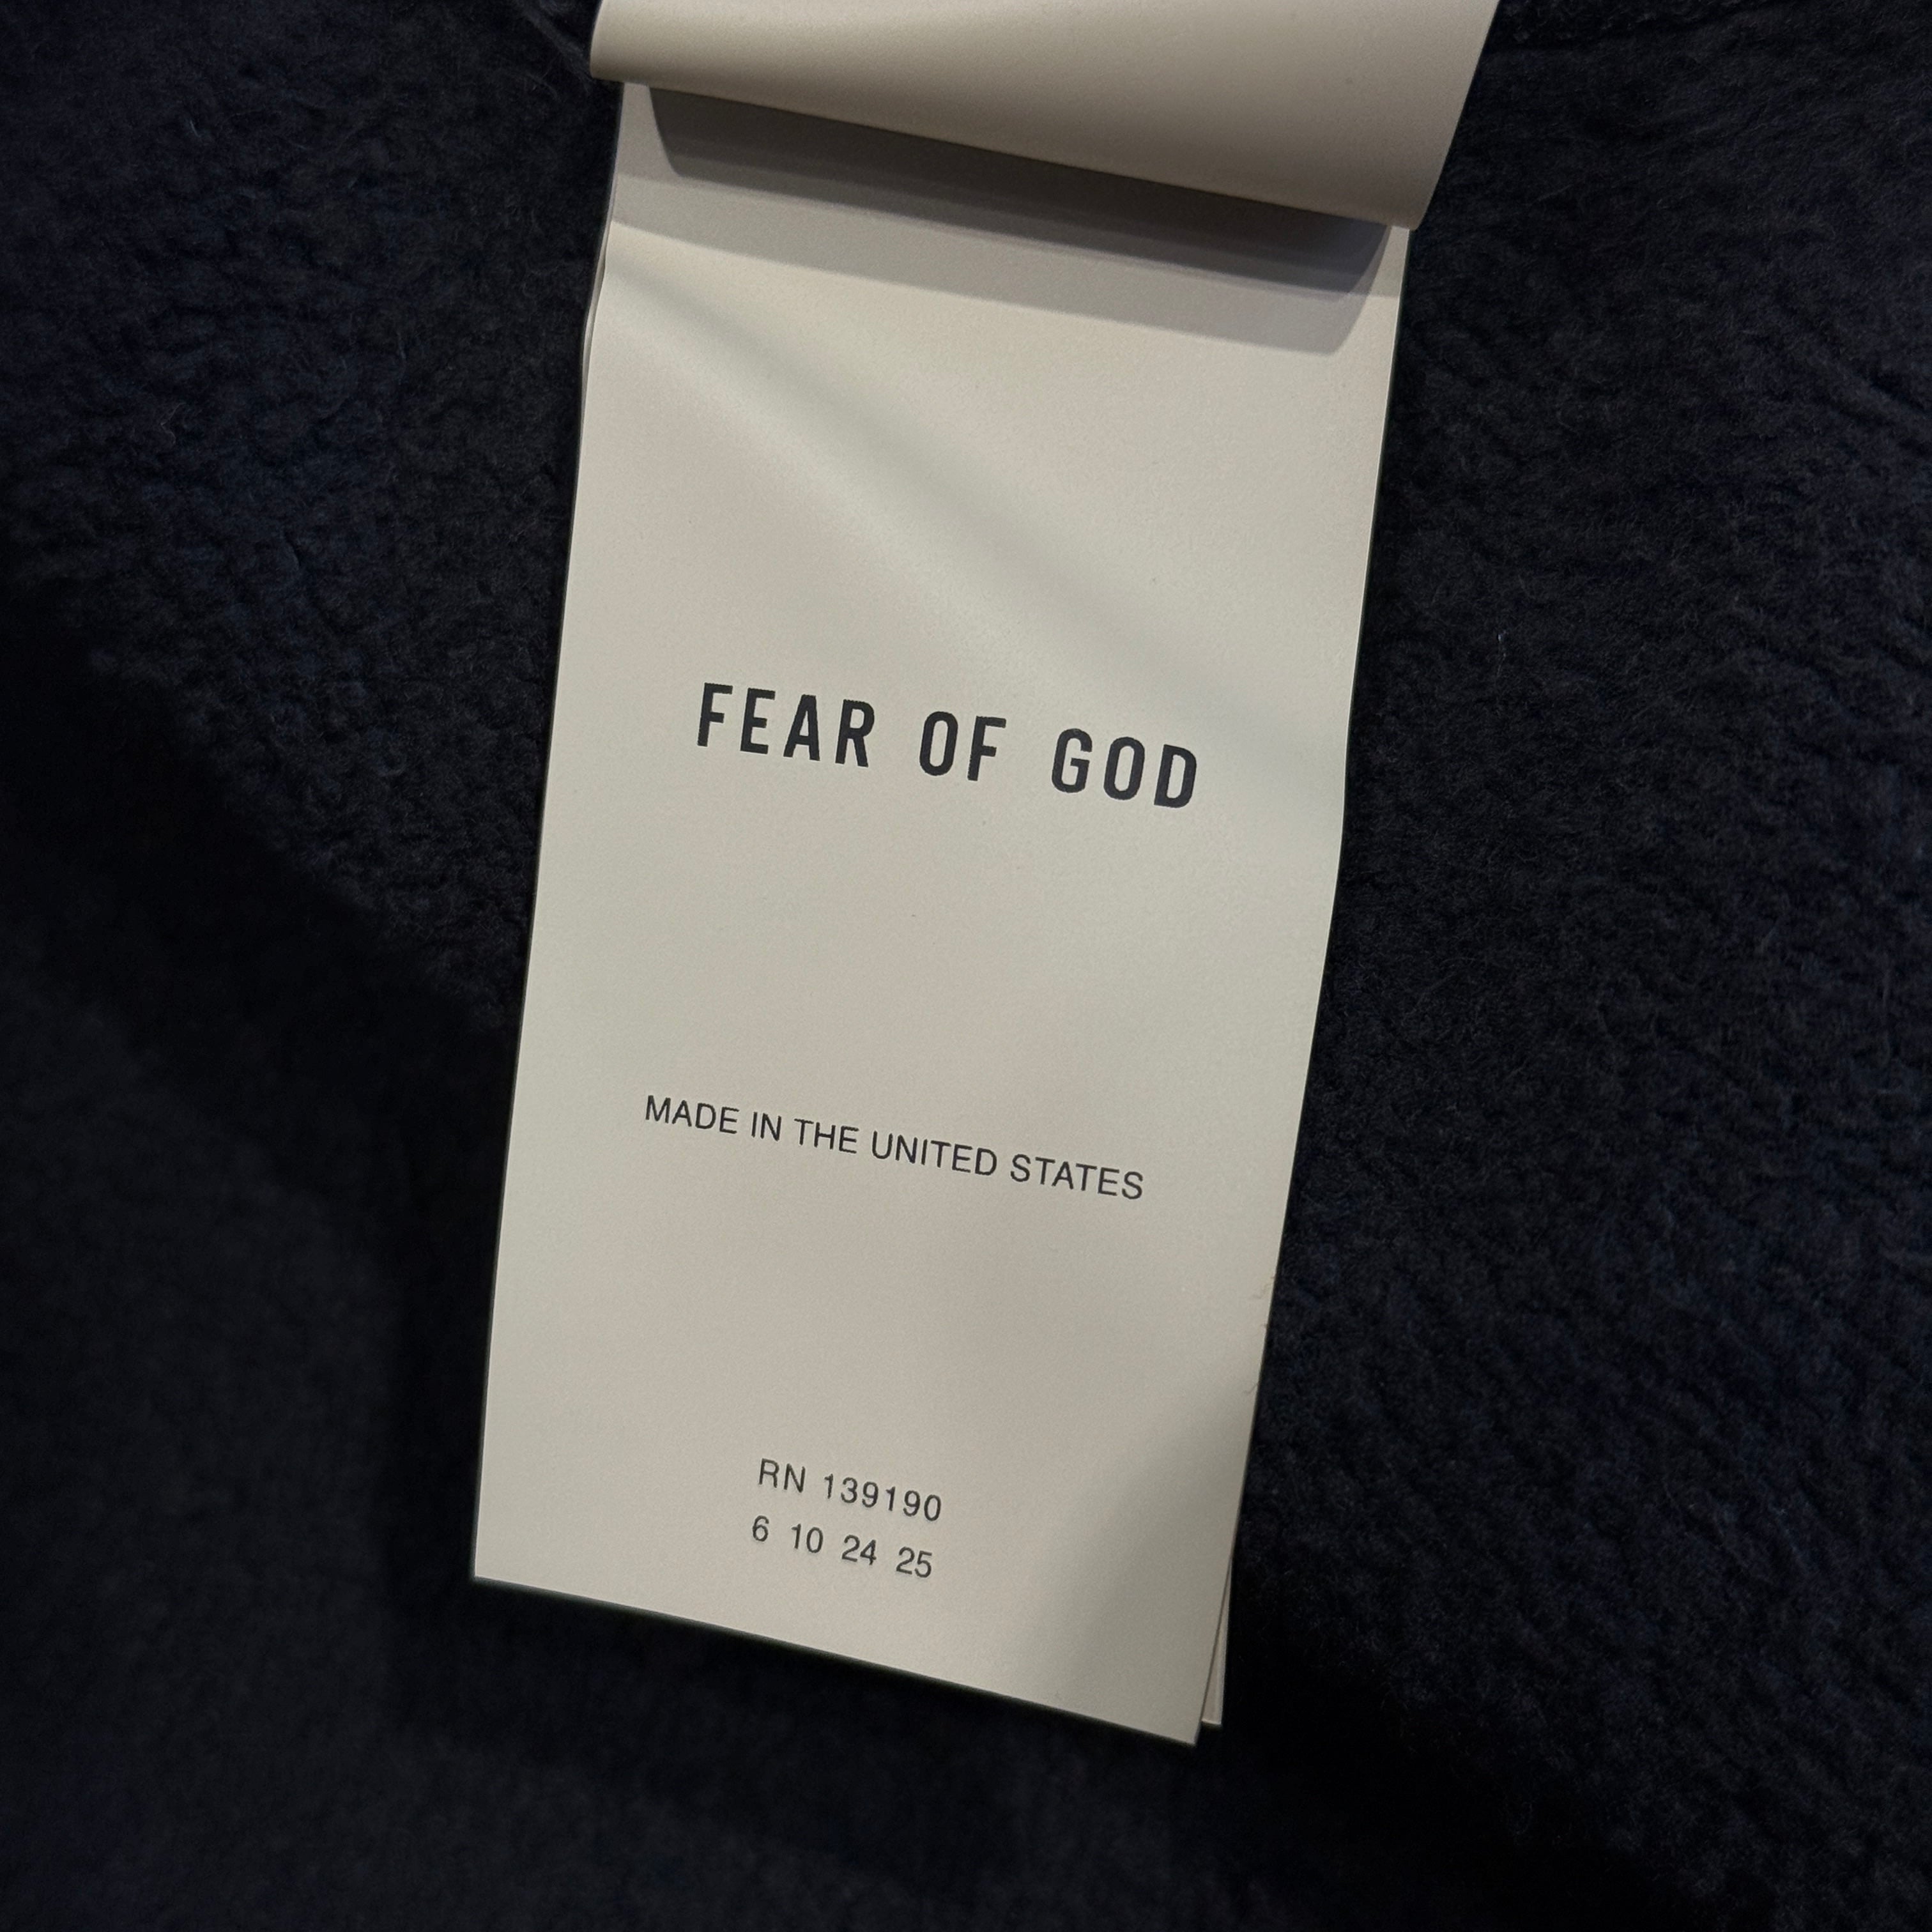 FEAR OF GOD
MADE IN THE UNITED STATES
RN 139190
6 10 24 25